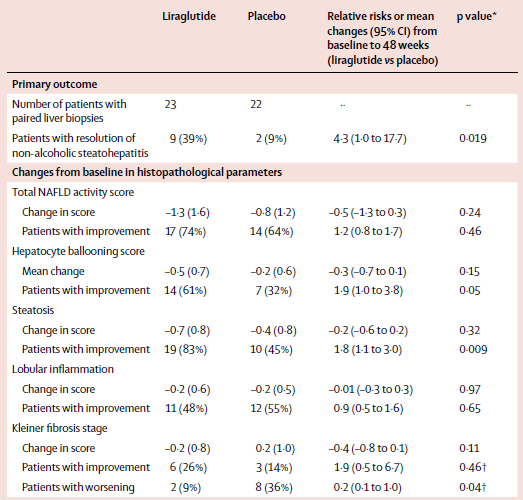 Liraglutide Placebo Relative risks or mean p value*
changes (95% CI) from
baseline to 48 weeks
(liraglutide vs placebo)
Primary outcome
Number of patients with 23 22 ·· ··
paired liver biopsies
Patients with resolution of 9 (39%) 2 (9%) 4·3 (1·0 to 17·7) 0·019
non-alcoholic steatohepatitis
Changes from baseline in histopathological parameters
Total NAFLD activity score
Change in score –1·3 (1·6) –0·8 (1·2) –0·5 (–1·3 to 0·3) 0·24
Patients with improvement 17 (74%) 14 (64%) 1·2 (0·8 to 1·7) 0·46
Hepatocyte ballooning score
Mean change –0·5 (0·7) –0·2 (0·6) –0·3 (–0·7 to 0·1) 0·15
Patients with improvement 14 (61%) 7 (32%) 1·9 (1·0 to 3·8) 0·05
Steatosis
Change in score –0·7 (0·8) –0·4 (0·8) –0·2 (–0·6 to 0·2) 0·32
Patients with improvement 19 (83%) 10 (45%) 1·8 (1·1 to 3·0) 0·009
Lobular inflammation
Change in score –0·2 (0·6) –0·2 (0·5) –0·01 (–0·3 to 0·3) 0·97
Patients with improvement 11 (48%) 12 (55%) 0·9 (0·5 to 1·6) 0·65
Kleiner fibrosis stage
Change in score –0·2 (0·8) 0·2 (1·0) –0·4 (–0·8 to 0·1) 0·11
Patients with improvement 6 (26%) 3 (14%) 1·9 (0·5 to 6·7) 0·46†
Patients with worsening 2 (9%) 8 (36%) 0·2 (0·1 to 1·0) 0·04†